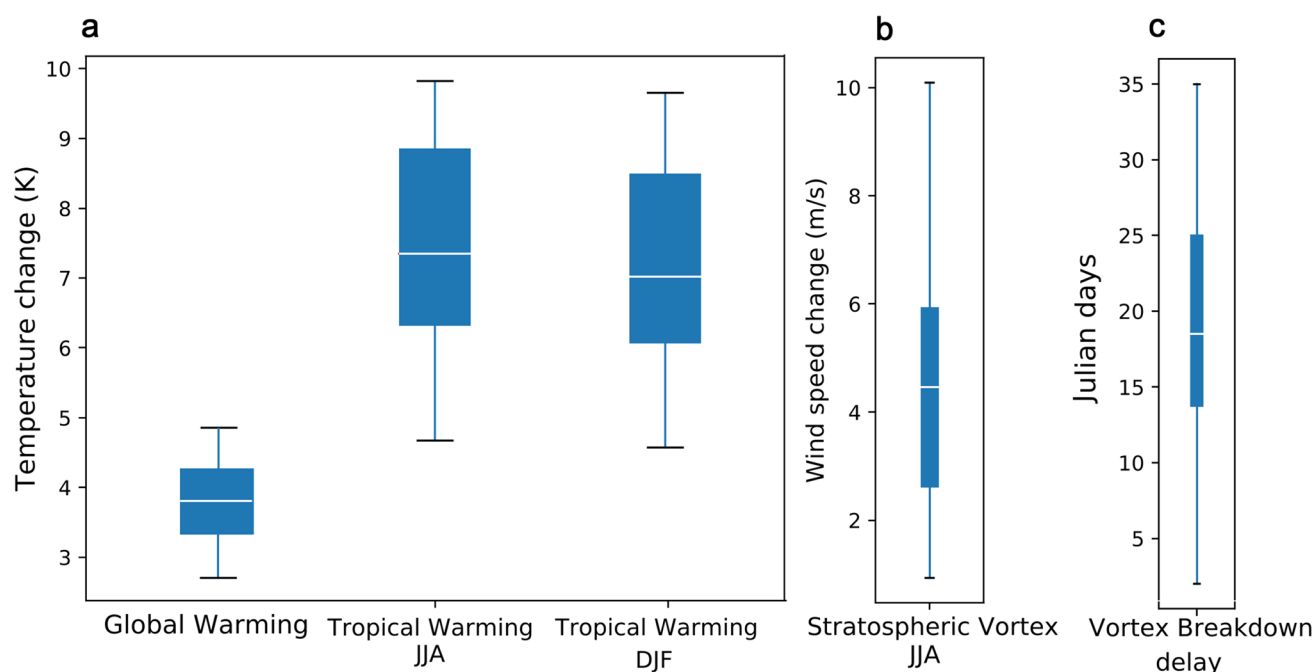 a
10
9
8
7
6
5
4
3
Temperature change (K)
Global Warming
Tropical Warming
JJA
Tropical Warming
DJF
b
10
8
6
4
2
Wind speed change (m/s)
Stratospheric Vortex
JJA
c
35
30
25
20
15
10
5
Julian days
Vortex Breakdown
delay